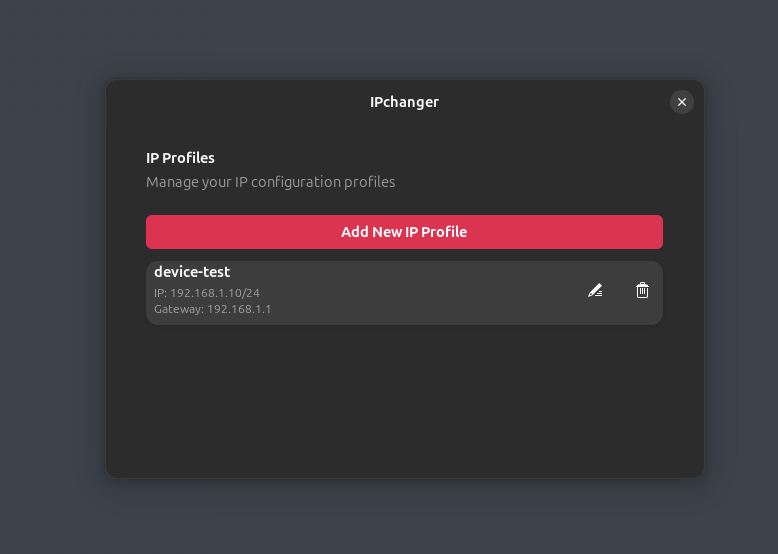 IPchanger
IP Profiles
Manage your IP configuration profiles
Add New IP Profile
device-test
IP: 192.168.1.10/24
Gateway: 192.168.1.1